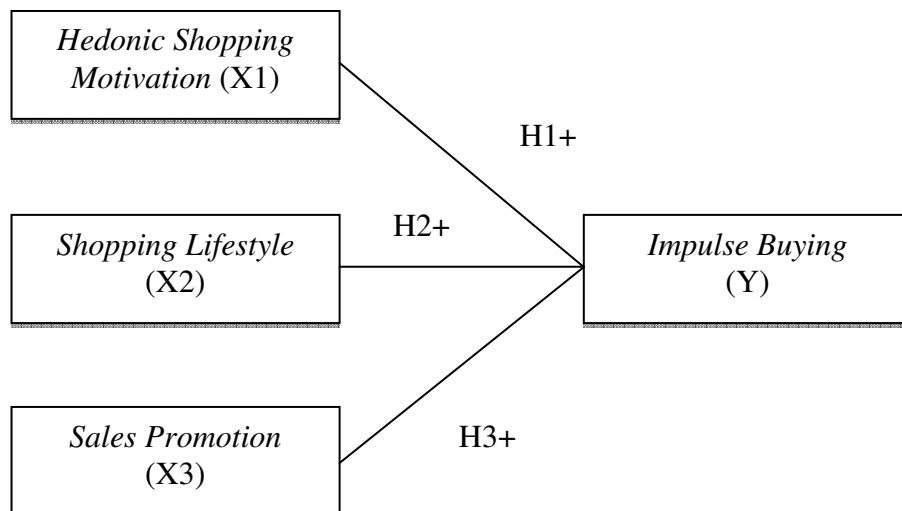 Hedonic Shopping
Motivation (X1)
H1+
H2+
Shopping Lifestyle
(X2)
Impulse Buying
(Y)
H3+
Sales Promotion
(X3)